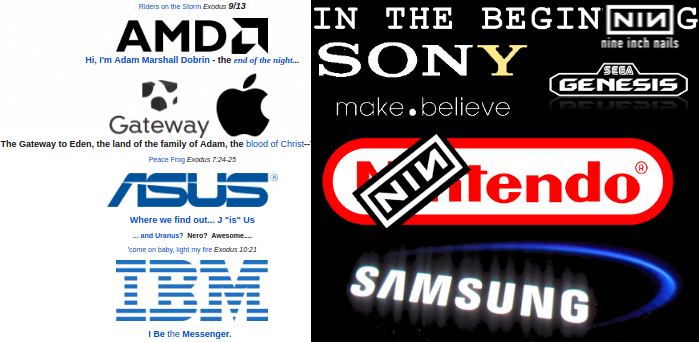 Riders on the Storm Exodus 9/13
AMD
Hi, I'm Adam Marshall Dobrin - the end of the night...
Gateway
The Gateway to Eden, the land of the family of Adam, the blood of Christ--
Peace Frog Exodus 7:24-25
ASUS®
Where we find out... J "is" Us
... and Uranus? Nero? Awesome....
'come on baby, light my fire Exodus 10:21
IBM
I Be the Messenger.
IN THE BEGINNING
nine inch nails
SONY
SEGA
GENESIS
make.believe
Nintendo®
NIN
SAMSUNG